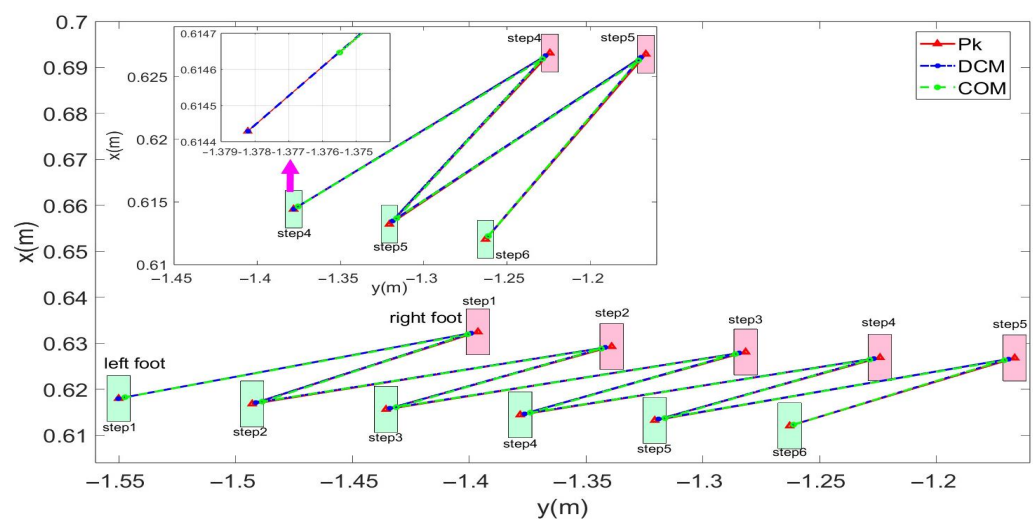 0.7
0.69
0.68
0.67
0.66
0.65
0.64
0.63
0.62
0.61
x(m)
−1.55
−1.5
−1.45
−1.4
−1.35
−1.3
−1.25
−1.2
y(m)
Pk
DCM
COM
0.625
0.62
0.615
0.61
x(m)
−1.45
−1.4
−1.35
−1.3
−1.25
−1.2
y(m)
0.6147
0.6146
0.6145
0.6144
−1.379
−1.378
−1.377
−1.376
−1.375
step4
step5
step4
step5
step6
right foot
step1
step2
step3
step4
step5
left foot
step1
step2
step3
step4
step5
step6